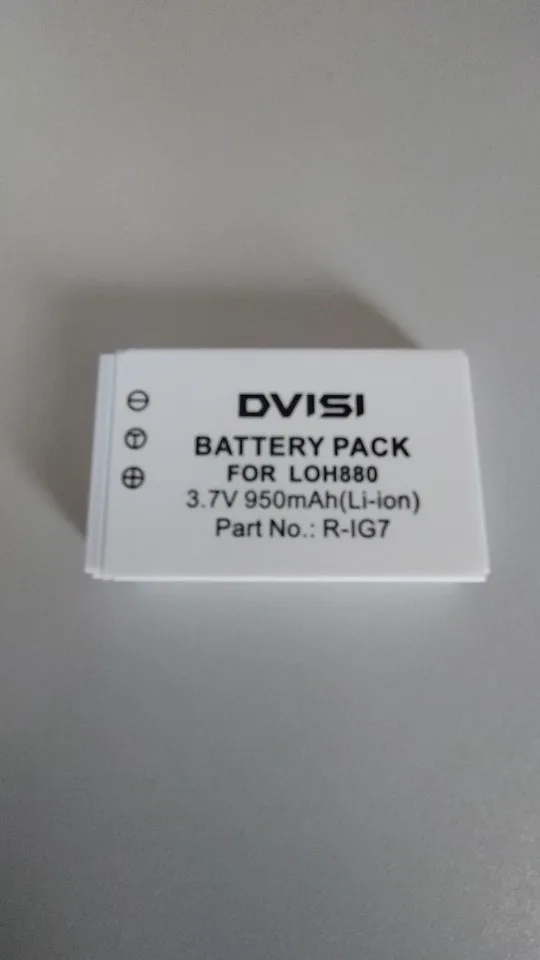 DVISI
BATTERY PACK
FOR LOH880
3.7V 950mAh(Li-ion)
Part No.: R-IG7
⊖
T
⊕